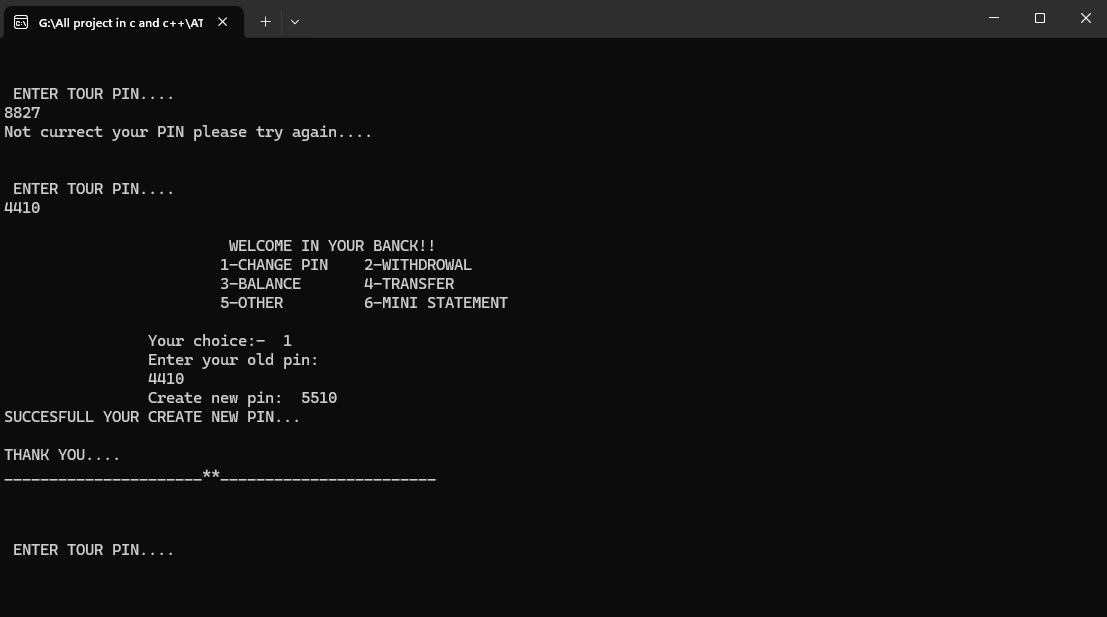 G:\All project in c and c++\AT
ENTER TOUR PIN....
8827
Not currect your PIN please try again....
ENTER TOUR PIN....
4410
WELCOME IN YOUR BANCK!!
1-CHANGE PIN    2-WITHDROWAL
3-BALANCE       4-TRANSFER
5-OTHER         6-MINI STATEMENT
Your choice:-  1
Enter your old pin:
4410
Create new pin:  5510
SUCCESFULL YOUR CREATE NEW PIN...
THANK YOU....
----------------------**------------------------
ENTER TOUR PIN....